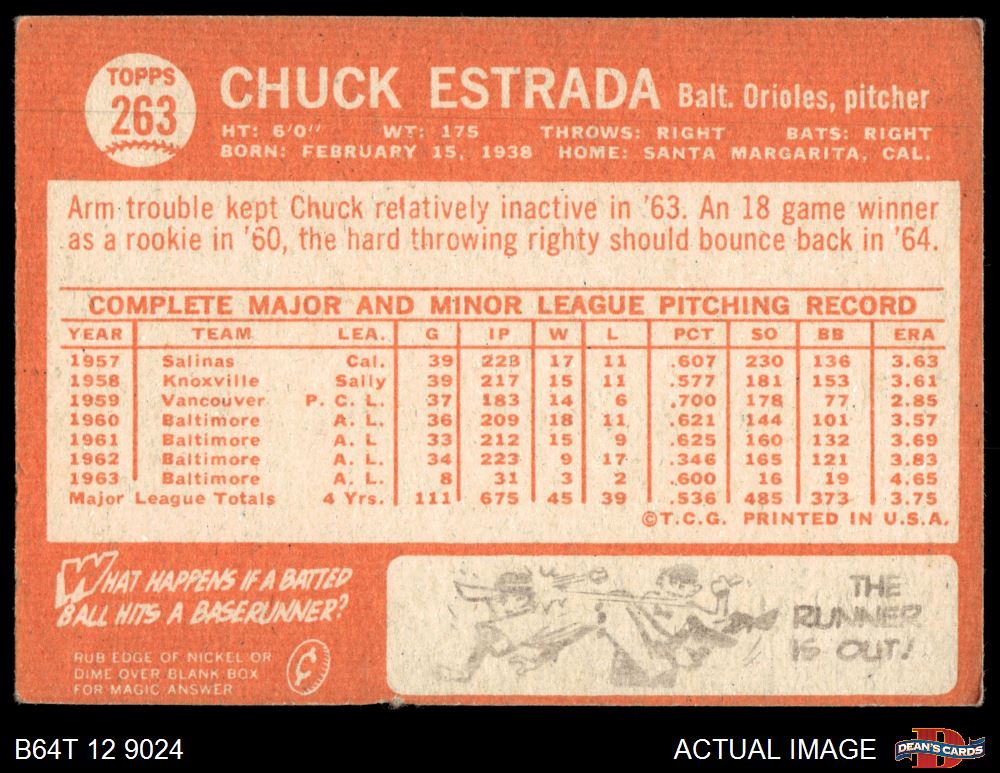 TOPPS
263
CHUCK ESTRADA Balt. Orioles, pitcher
HT: 6'0" WT: 175 THROWS: RIGHT BATS: RIGHT
BORN: FEBRUARY 15, 1938 HOME: SANTA MARGARITA, CAL.
Arm trouble kept Chuck relatively inactive in '63. An 18 game winner
as a rookie in '60, the hard throwing righty should bounce back in '64.
COMPLETE MAJOR AND MINOR LEAGUE PITCHING RECORD
YEAR TEAM LEA. G IP W L PCT SO BB ERA
1957 Salinas Cal. 39 228 17 11 .607 230 136 3.63
1958 Knoxville Sally 39 217 15 11 .577 181 153 3.61
1959 Vancouver P. C. L. 37 183 14 6 .700 178 77 2.85
1960 Baltimore A. L. 36 209 18 11 .621 144 101 3.57
1961 Baltimore A. L 33 212 15 9 .625 160 132 3.69
1962 Baltimore A. L. 34 223 9 17 .346 165 121 3.83
1963 Baltimore A. L. 8 31 3 2 .600 16 19 4.65
Major League Totals 4 Yrs. 111 675 45 39 .536 485 373 3.75
©T.C.G. PRINTED IN U.S.A.
WHAT HAPPENS IF A BATTED
BALL HITS A BASERUNNER?
RUB EDGE OF NICKEL OR
DIME OVER BLANK BOX
FOR MAGIC ANSWER
¢
THE
RUNNER
IS OUT!
B64T 12 9024
ACTUAL IMAGE
D
DEAN'S CARDS